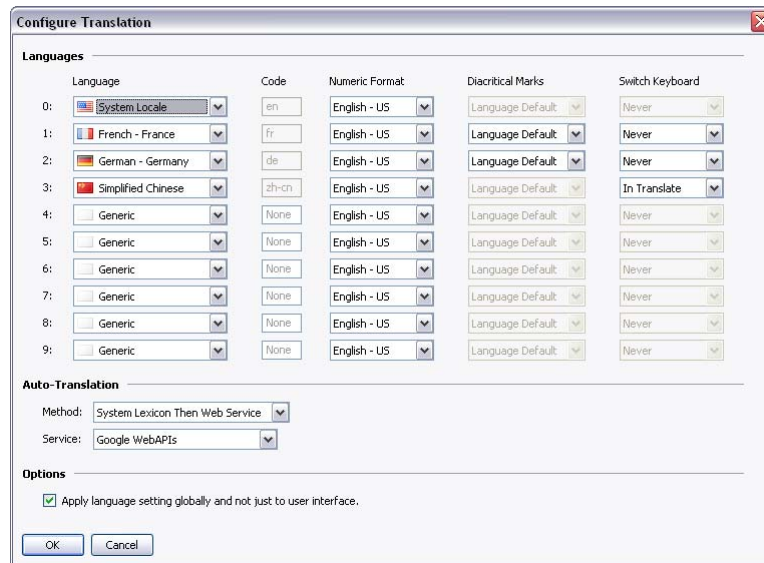 Configure Translation
Languages
Language Code Numeric Format Diacritical Marks Switch Keyboard
0: System Locale en English - US Language Default Never
1: French - France fr English - US Language Default Never
2: German - Germany de English - US Language Default Never
3: Simplified Chinese zh-cn English - US Language Default In Translate
4: Generic None English - US Language Default Never
5: Generic None English - US Language Default Never
6: Generic None English - US Language Default Never
7: Generic None English - US Language Default Never
8: Generic None English - US Language Default Never
9: Generic None English - US Language Default Never
Auto-Translation
Method: System Lexicon Then Web Service
Service: Google WebAPIs
Options
Apply language setting globally and not just to user interface.
OK Cancel